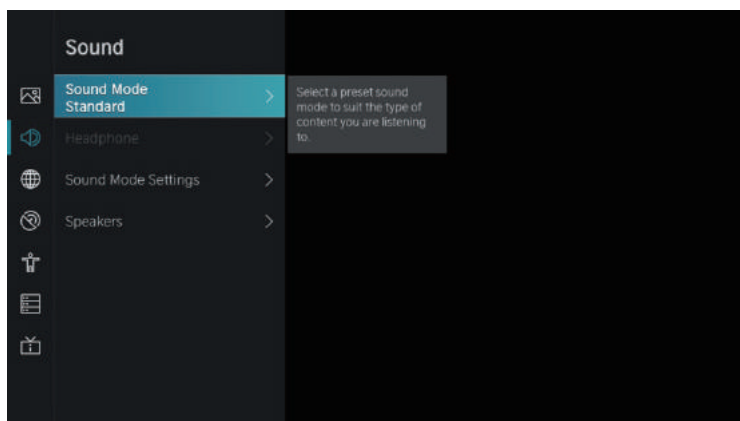 Sound
Sound Mode
Standard
Select a preset sound
mode to suit the type of
content you are listening
to.
Headphone
Sound Mode Settings
Speakers